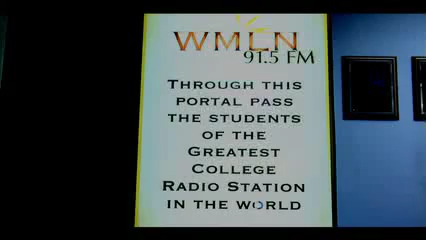 WMLN
91.5 FM
THROUGH THIS
PORTAL PASS
THE STUDENTS
OF THE
GREATEST
COLLEGE
RADIO STATION
IN THE WORLD